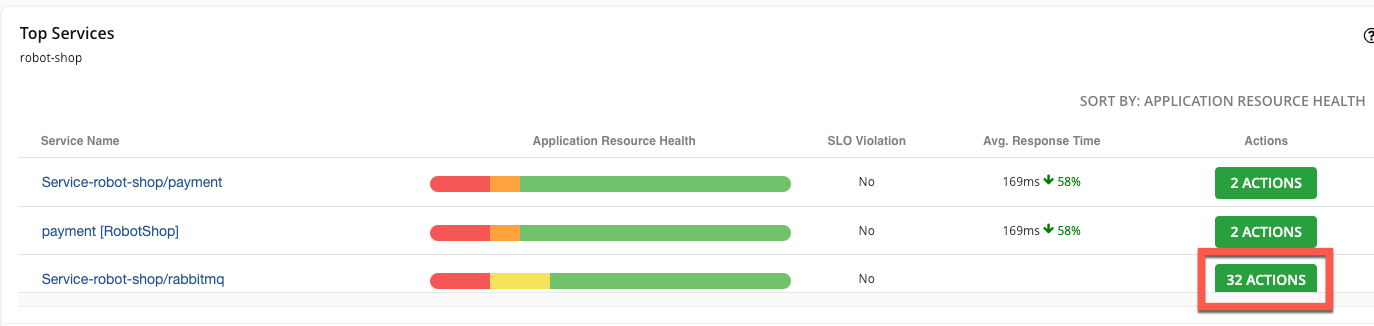 Top Services
robot-shop
SORT BY: APPLICATION RESOURCE HEALTH
Service Name Application Resource Health SLO Violation Avg. Response Time Actions
Service-robot-shop/payment No 169ms 58% 2 ACTIONS
payment [RobotShop] No 169ms 58% 2 ACTIONS
Service-robot-shop/rabbitmq No 32 ACTIONS